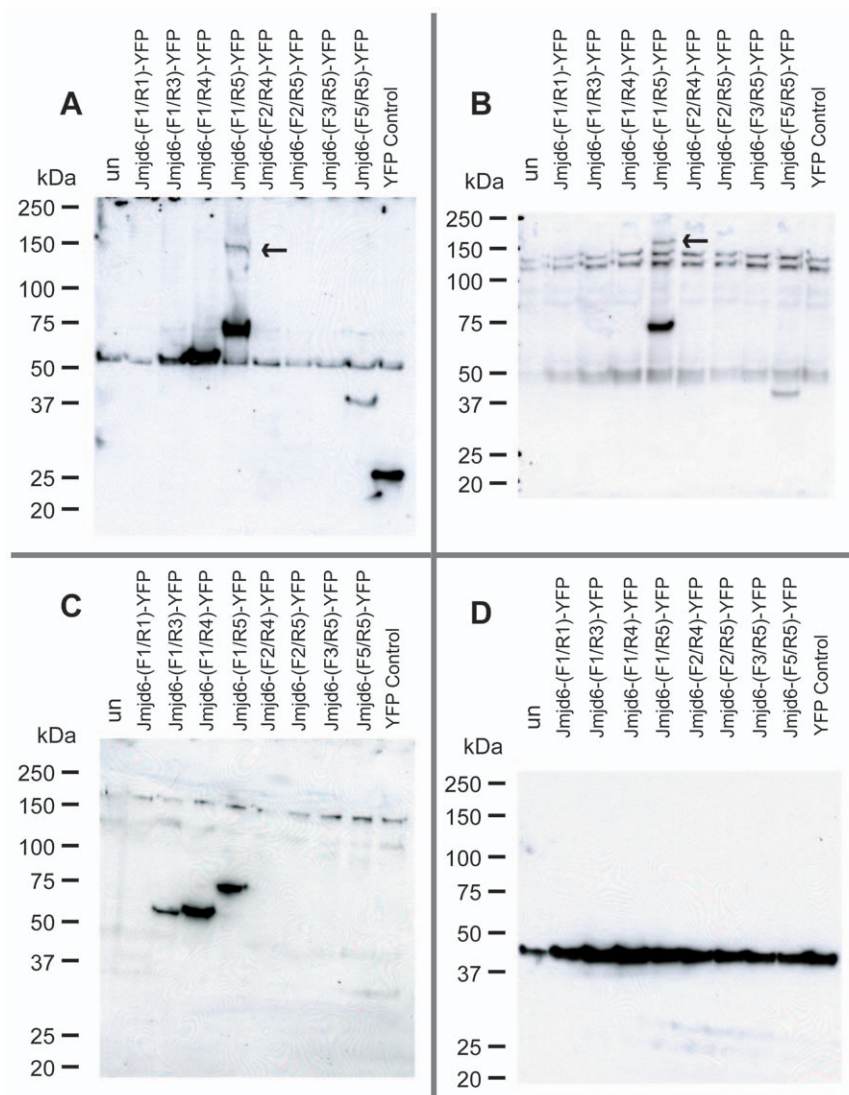 A
un
Jmjd6-(F1/R1)-YFP
Jmjd6-(F1/R3)-YFP
Jmjd6-(F1/R4)-YFP
Jmjd6-(F1/R5)-YFP
Jmjd6-(F2/R4)-YFP
Jmjd6-(F2/R5)-YFP
Jmjd6-(F3/R5)-YFP
Jmjd6-(F5/R5)-YFP
YFP Control
kDa
250
150
100
75
50
37
25
20
B
un
Jmjd6-(F1/R1)-YFP
Jmjd6-(F1/R3)-YFP
Jmjd6-(F1/R4)-YFP
Jmjd6-(F1/R5)-YFP
Jmjd6-(F2/R4)-YFP
Jmjd6-(F2/R5)-YFP
Jmjd6-(F3/R5)-YFP
Jmjd6-(F5/R5)-YFP
YFP Control
kDa
250
150
100
75
50
37
25
20
C
un
Jmjd6-(F1/R1)-YFP
Jmjd6-(F1/R3)-YFP
Jmjd6-(F1/R4)-YFP
Jmjd6-(F1/R5)-YFP
Jmjd6-(F2/R4)-YFP
Jmjd6-(F2/R5)-YFP
Jmjd6-(F3/R5)-YFP
Jmjd6-(F5/R5)-YFP
YFP Control
kDa
250
150
100
75
50
37
25
20
D
un
Jmjd6-(F1/R1)-YFP
Jmjd6-(F1/R3)-YFP
Jmjd6-(F1/R4)-YFP
Jmjd6-(F1/R5)-YFP
Jmjd6-(F2/R4)-YFP
Jmjd6-(F2/R5)-YFP
Jmjd6-(F3/R5)-YFP
Jmjd6-(F5/R5)-YFP
YFP Control
kDa
250
150
100
75
50
37
25
20